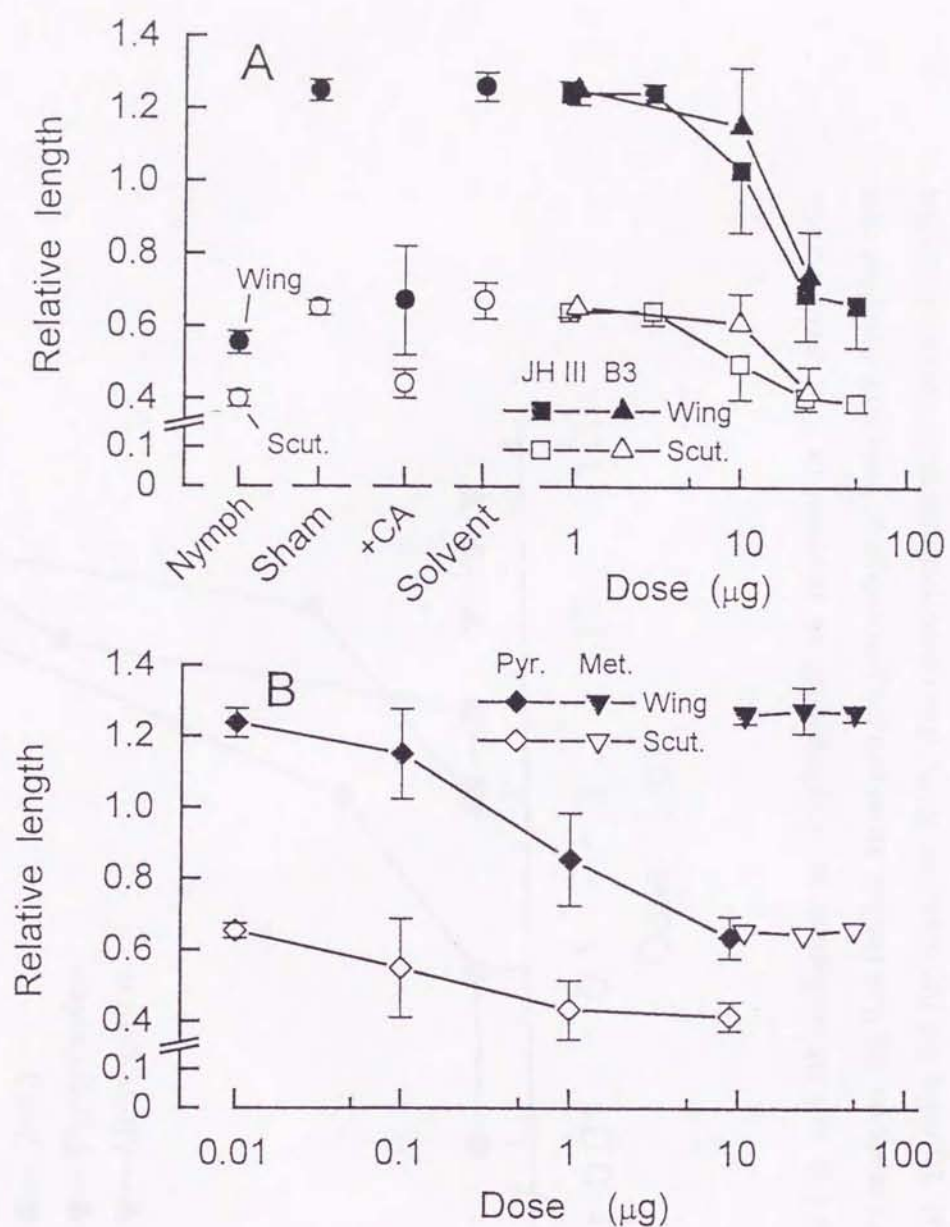 A
Relative length
1.4
1.2
1.0
0.8
0.6
0.4
0.1
0
Wing
Scut.
JH III B3
Wing
Scut.
Nymph
Sham
+CA
Solvent
1
10
100
Dose (μg)
B
Relative length
1.4
1.2
1.0
0.8
0.6
0.4
0.1
0
Pyr. Met.
Wing
Scut.
0.01
0.1
1
10
100
Dose (μg)